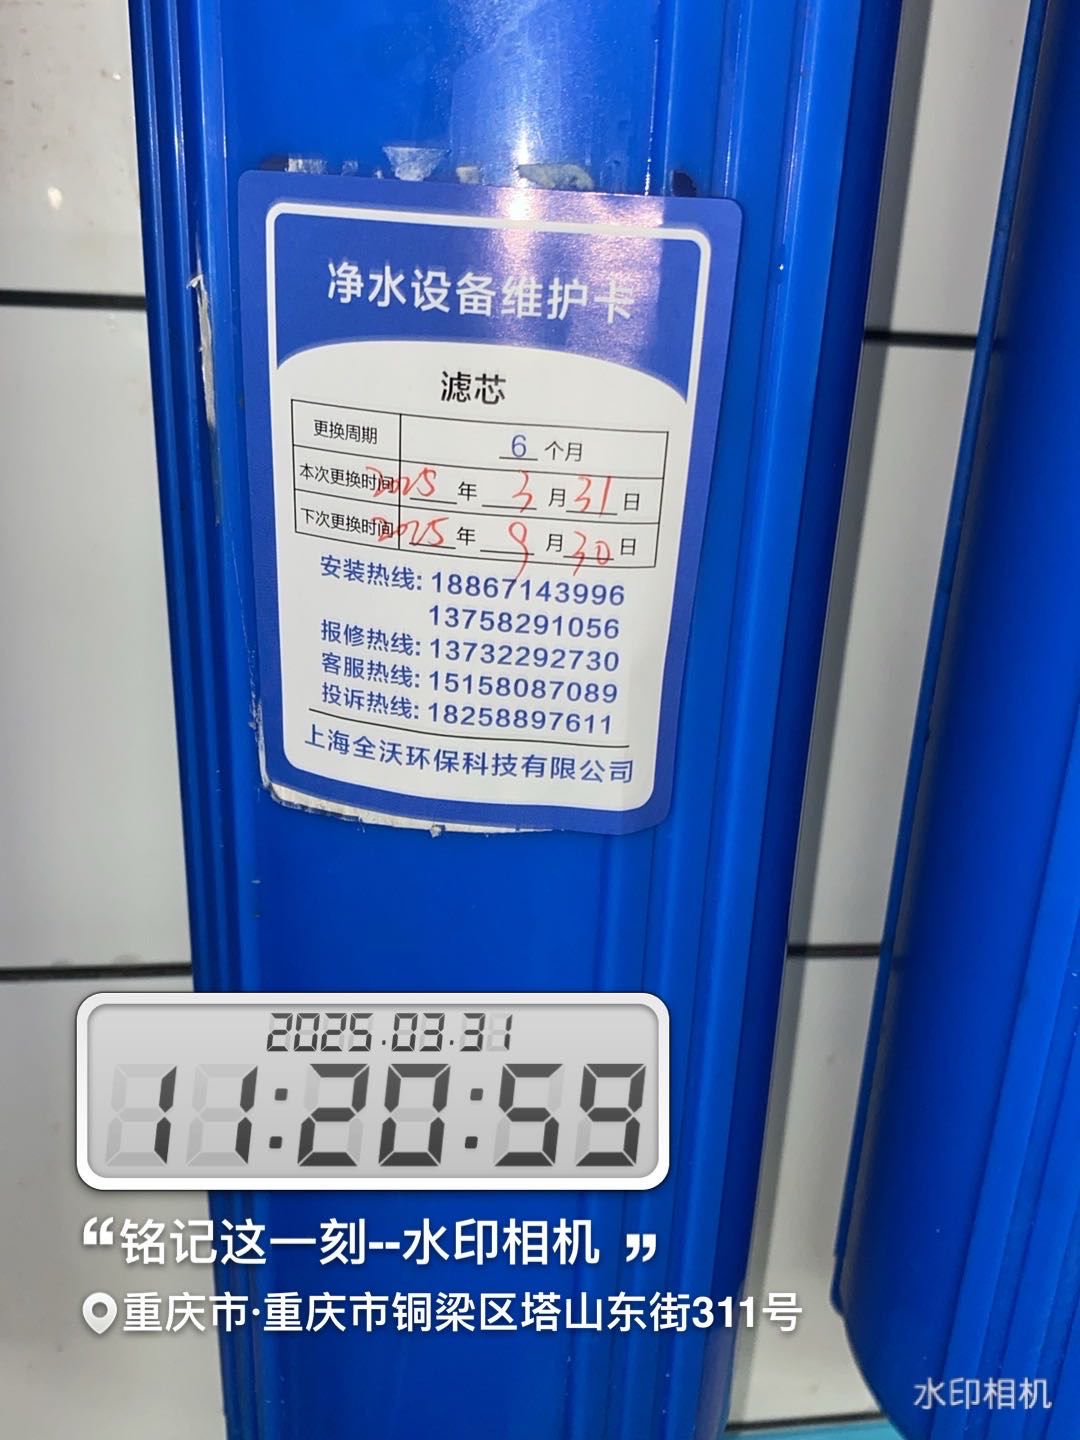 净水设备维护卡
滤芯
更换周期 6 个月
本次更换时间 2025 年 3 月 31 日
下次更换时间 2025 年 9 月 30 日
安装热线: 18867143996
13758291056
报修热线: 13732292730
客服热线: 15158087089
投诉热线: 18258897611
上海全沃环保科技有限公司
2025.03.31
11:20:59
“铭记这一刻--水印相机 ”
重庆市·重庆市铜梁区塔山东街311号
水印相机